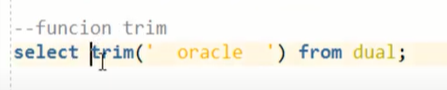 --funcion trim
select trim('  oracle  ') from dual;